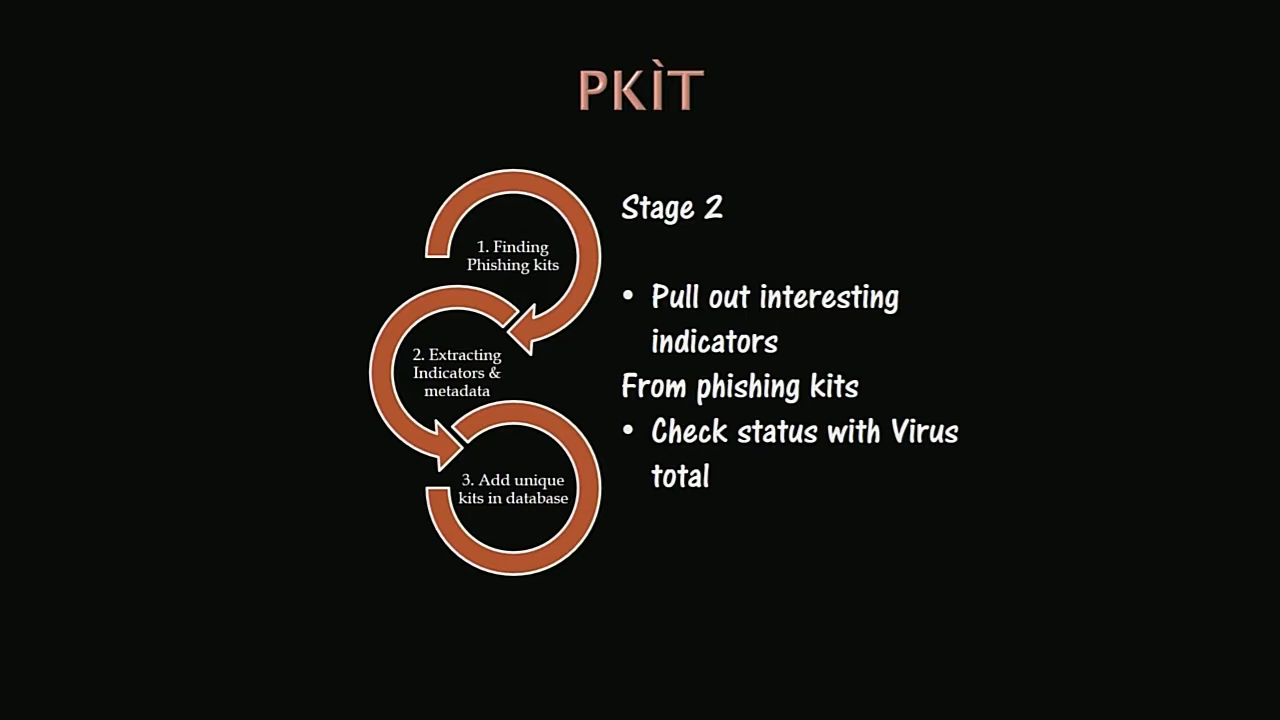 PKÌT
1. Finding
Phishing kits
2. Extracting
Indicators &
metadata
3. Add unique
kits in database
Stage 2
• Pull out interesting
indicators
From phishing kits
• Check status with Virus
total